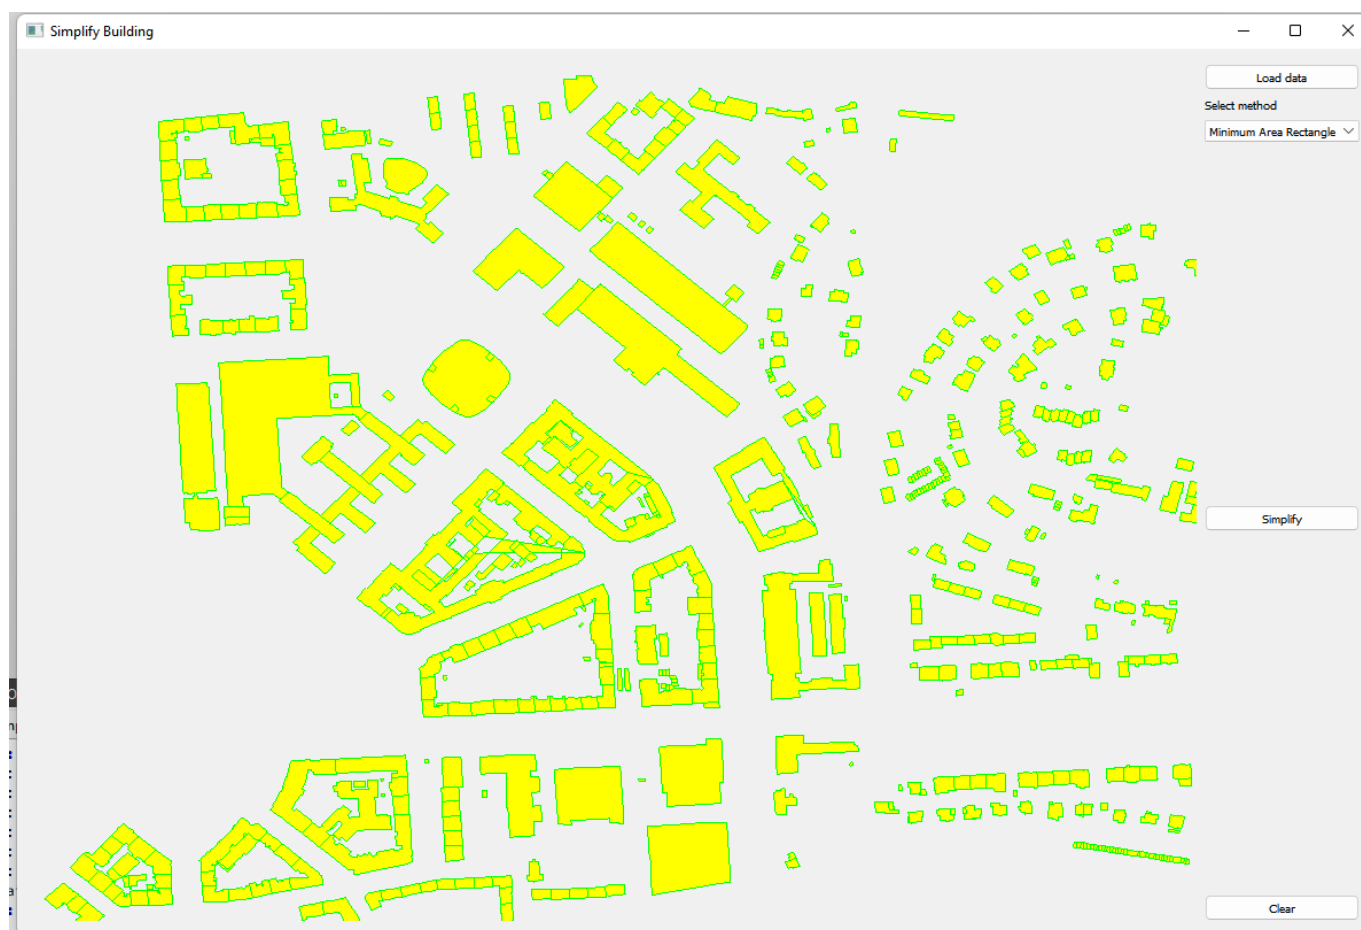 Simplify Building
Load data
Select method
Minimum Area Rectangle
Simplify
Clear